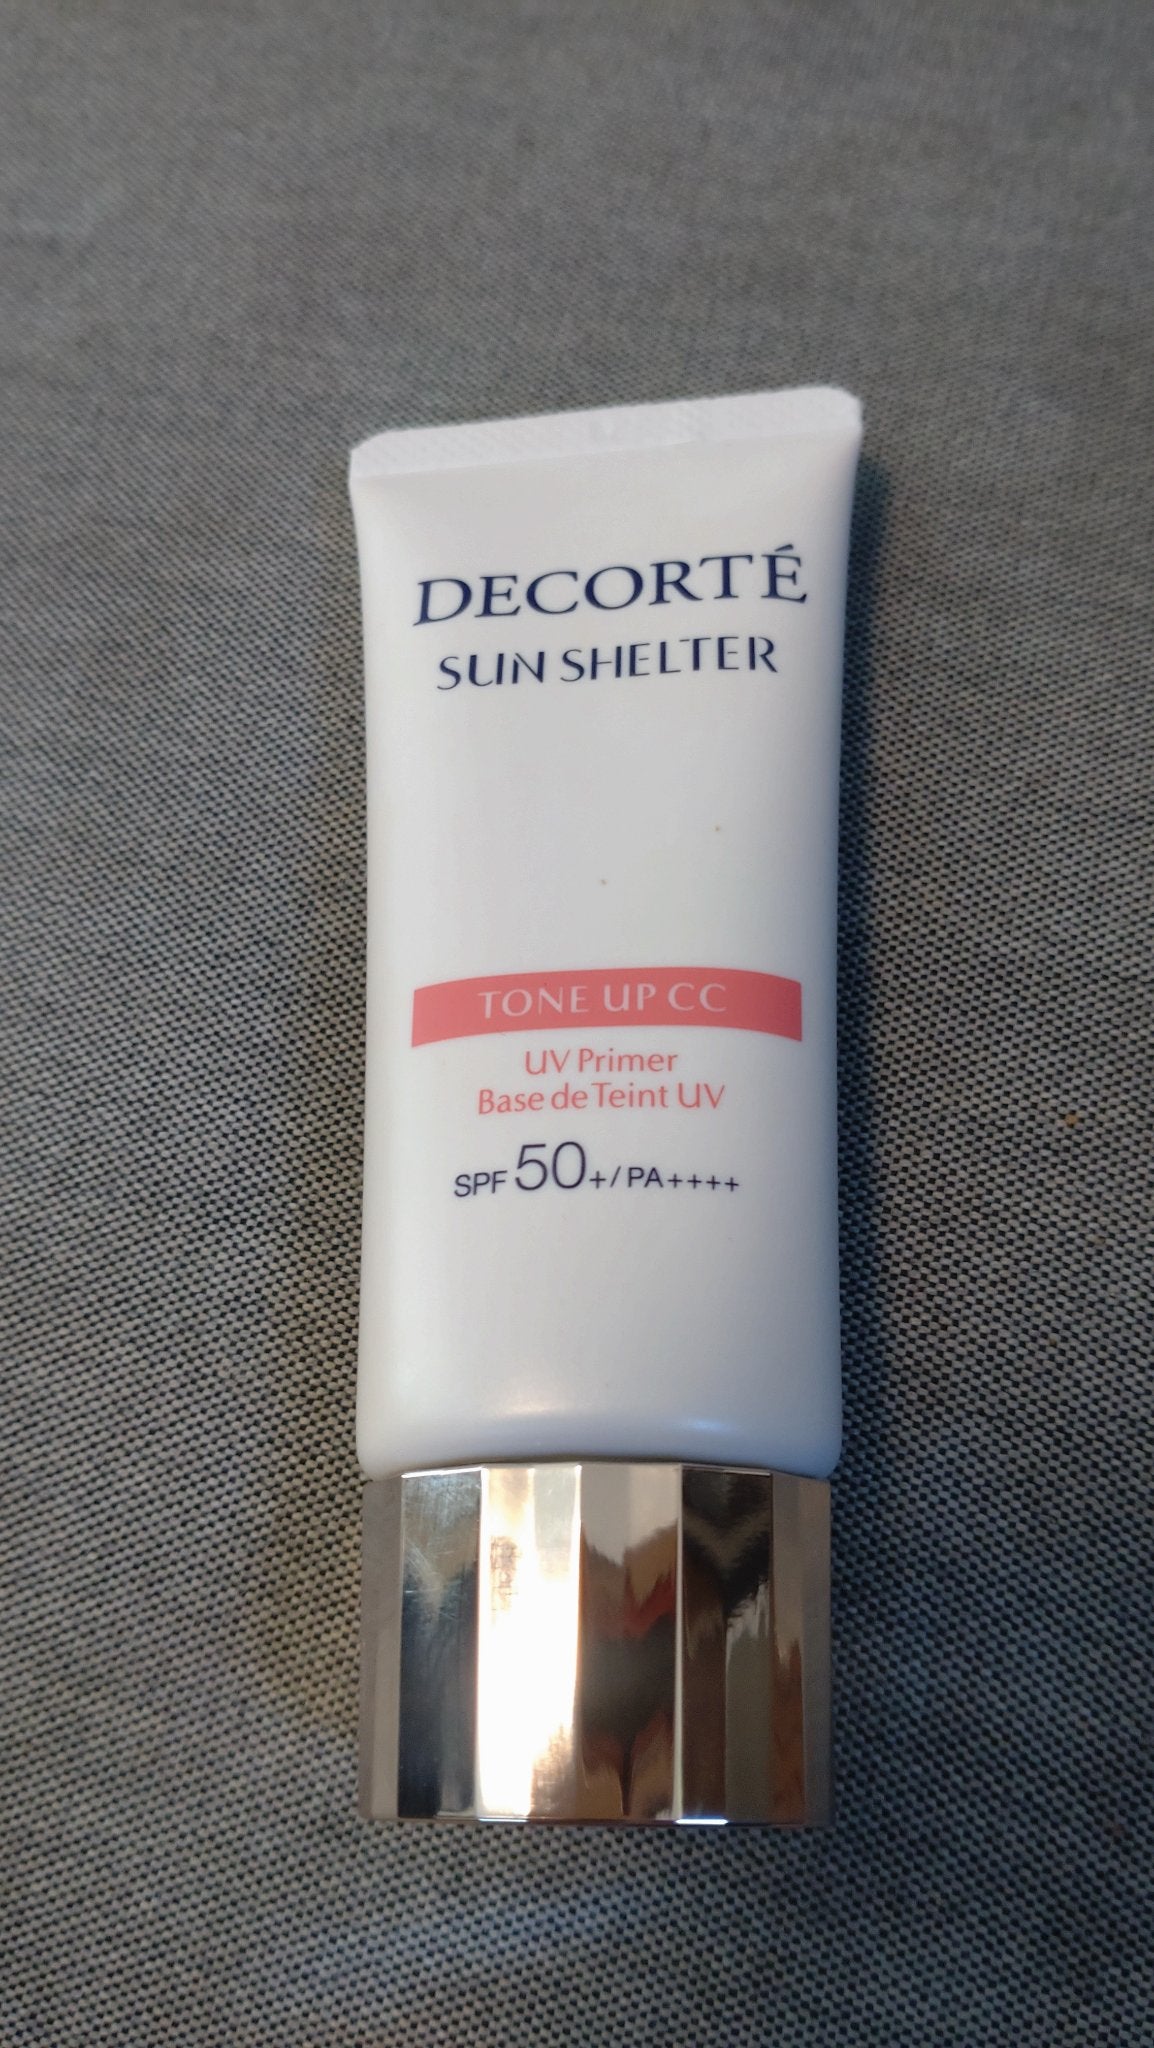 DECORTÉ
SUN SHELTER
TONE UP CC
UV Primer
Base de Teint UV
SPF 50+/PA++++